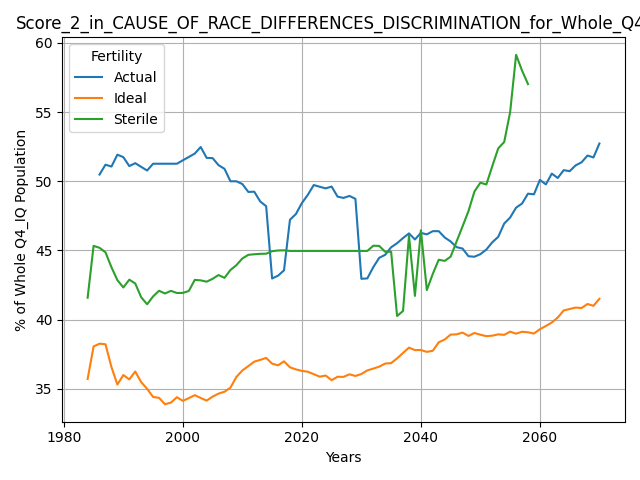 Score_2_in_CAUSE_OF_RACE_DIFFERENCES_DISCRIMINATION_for_Whole_Q4
Fertility
Actual
Ideal
Sterile
% of Whole Q4_IQ Population
60
55
50
45
40
35
1980
2000
2020
2040
2060
Years